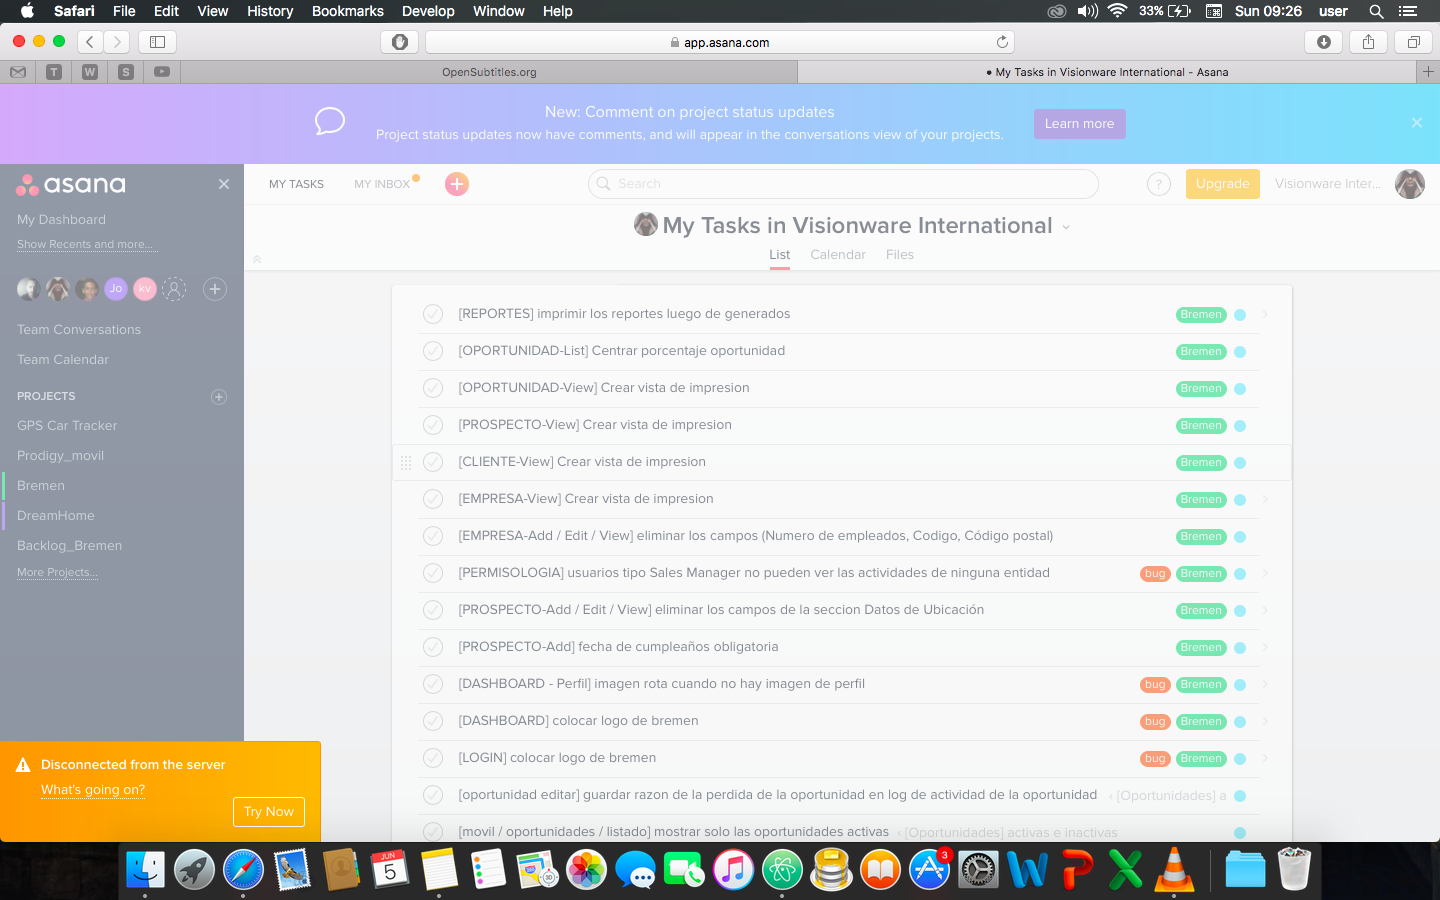 Safari File Edit View History Bookmarks Develop Window Help 33% Sun 09:26 user
app.asana.com
T W S OpenSubtitles.org • My Tasks in Visionware International - Asana
New: Comment on project status updates
Project status updates now have comments, and will appear in the conversations view of your projects.
Learn more
asana
MY TASKS MY INBOX Search ? Upgrade Visionware Inter...
My Dashboard
Show Recents and more...
Jo kv
Team Conversations
Team Calendar
PROJECTS
GPS Car Tracker
Prodigy_movil
Bremen
DreamHome
Backlog_Bremen
More Projects...
My Tasks in Visionware International
List Calendar Files
[REPORTES] imprimir los reportes luego de generados Bremen
[OPORTUNIDAD-List] Centrar porcentaje oportunidad Bremen
[OPORTUNIDAD-View] Crear vista de impresion Bremen
[PROSPECTO-View] Crear vista de impresion Bremen
[CLIENTE-View] Crear vista de impresion Bremen
[EMPRESA-View] Crear vista de impresion Bremen
[EMPRESA-Add / Edit / View] eliminar los campos (Numero de empleados, Codigo, Código postal) Bremen
[PERMISOLOGIA] usuarios tipo Sales Manager no pueden ver las actividades de ninguna entidad bug Bremen
[PROSPECTO-Add / Edit / View] eliminar los campos de la seccion Datos de Ubicación Bremen
[PROSPECTO-Add] fecha de cumpleaños obligatoria Bremen
[DASHBOARD - Perfil] imagen rota cuando no hay imagen de perfil bug Bremen
[DASHBOARD] colocar logo de bremen bug Bremen
[LOGIN] colocar logo de bremen bug Bremen
[oportunidad editar] guardar razon de la perdida de la oportunidad en log de actividad de la oportunidad ‹ [Oportunidades] a
[movil / oportunidades / listado] mostrar solo las oportunidades activas ‹ [Oportunidades] activas e inactivas
Disconnected from the server
What's going on?
Try Now
JUN
5
3